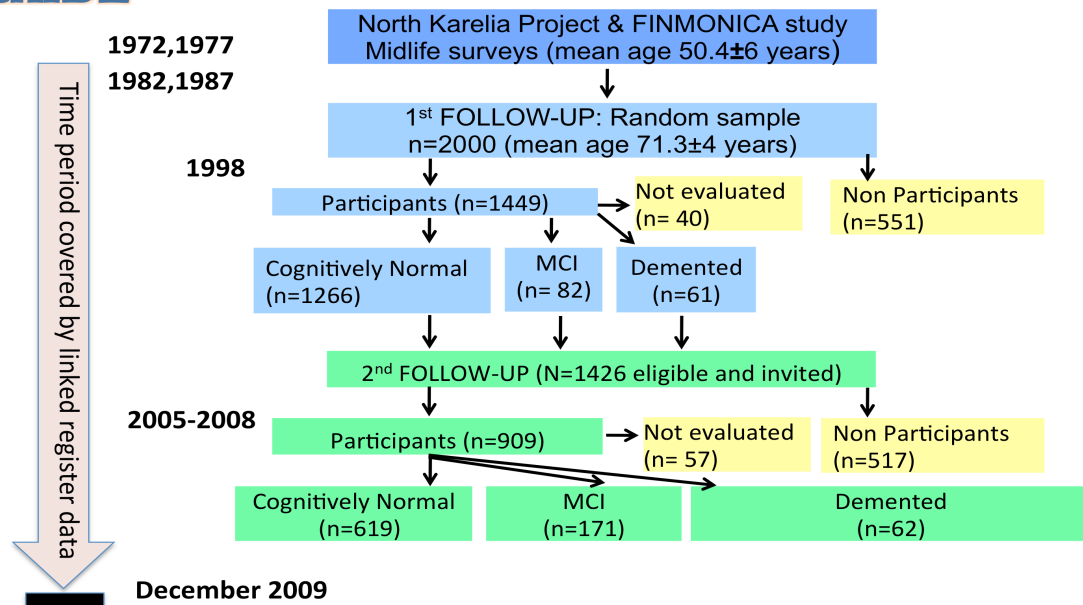 North Karelia Project & FINMONICA study
Midlife surveys (mean age 50.4±6 years)
1972,1977
1982,1987
1st FOLLOW-UP: Random sample
n=2000 (mean age 71.3±4 years)
1998
Participants (n=1449)
Not evaluated
(n= 40)
Non Participants
(n=551)
Cognitively Normal
(n=1266)
MCI
(n= 82)
Demented
(n=61)
2nd FOLLOW-UP (N=1426 eligible and invited)
2005-2008
Participants (n=909)
Not evaluated
(n= 57)
Non Participants
(n=517)
Cognitively Normal
(n=619)
MCI
(n=171)
Demented
(n=62)
Time period covered by linked register data
December 2009